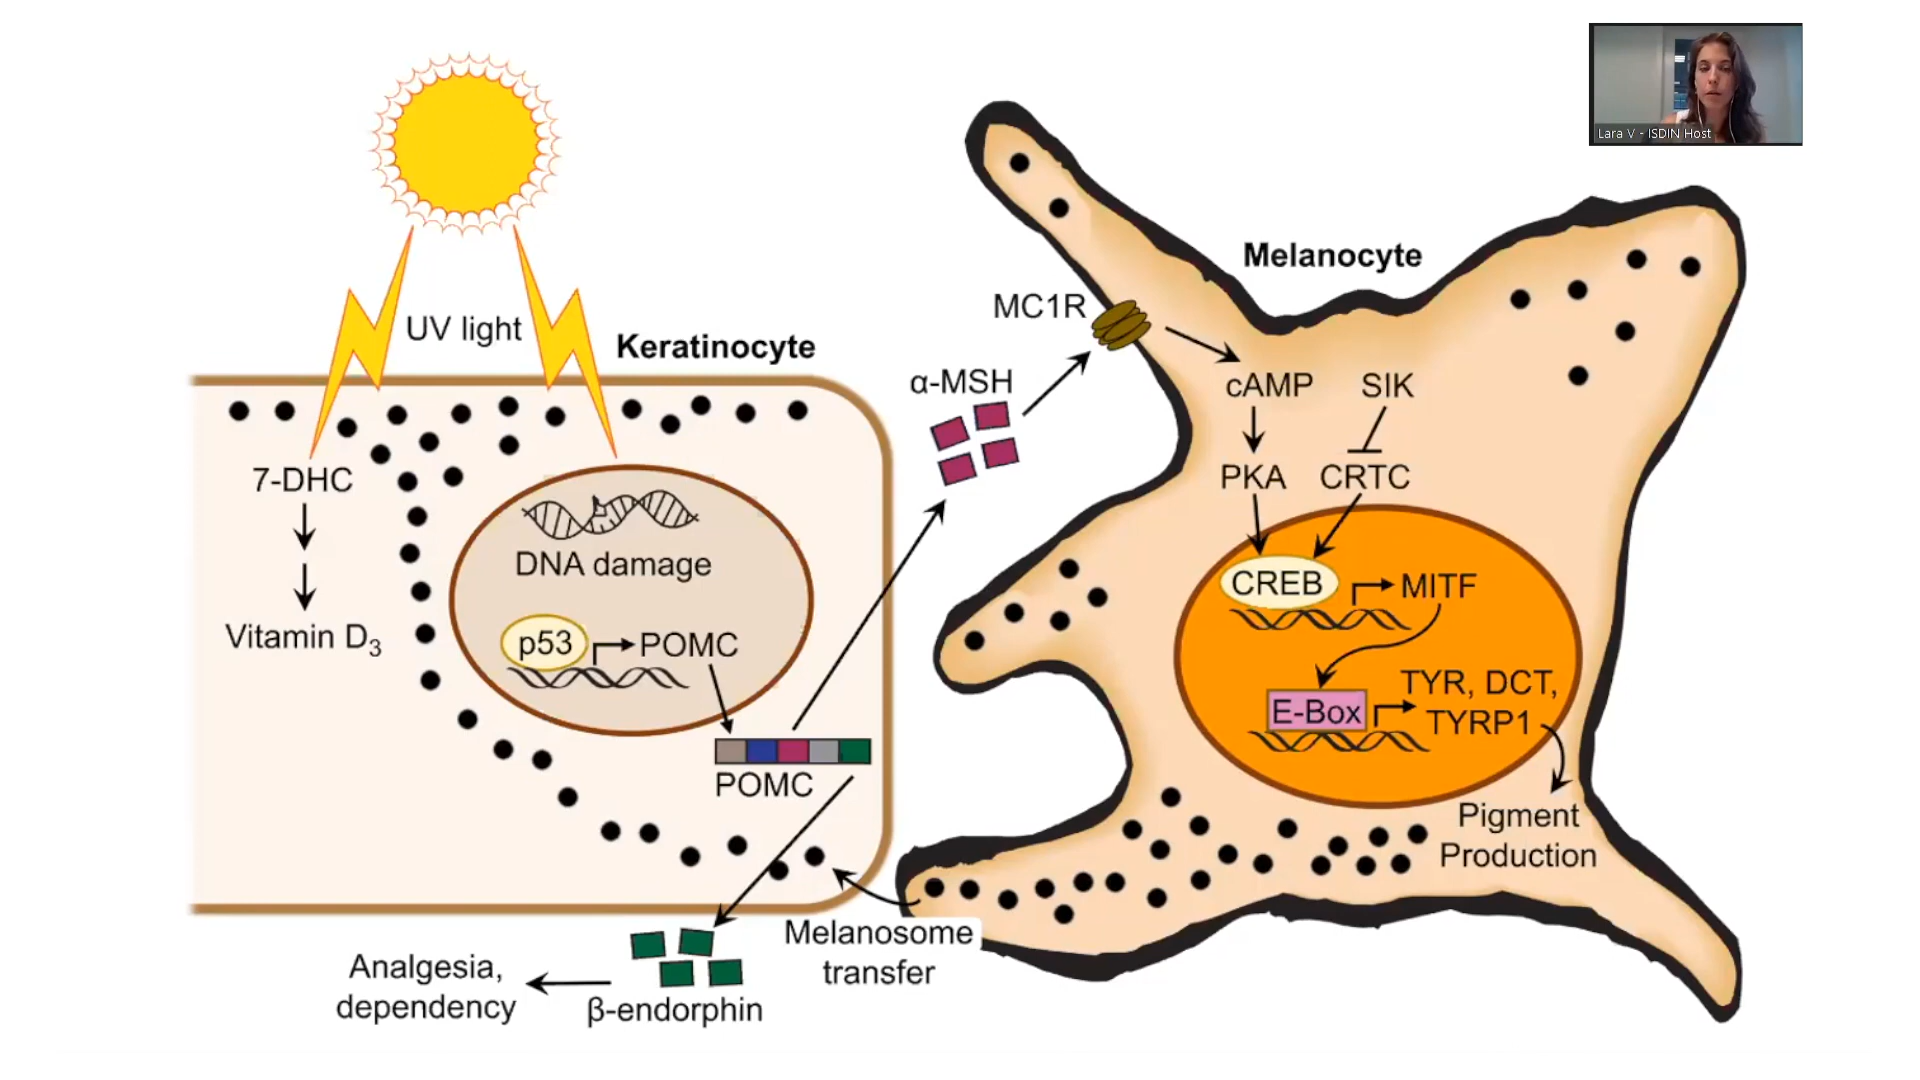 Lara V - ISDIN Host
UV light
Keratinocyte
Melanocyte
MC1R
α-MSH
cAMP
SIK
PKA
CRTC
7-DHC
Vitamin D3
DNA damage
p53
POMC
POMC
CREB
MITF
E-Box
TYR, DCT,
TYRP1
Pigment
Production
Melanosome
transfer
β-endorphin
Analgesia,
dependency